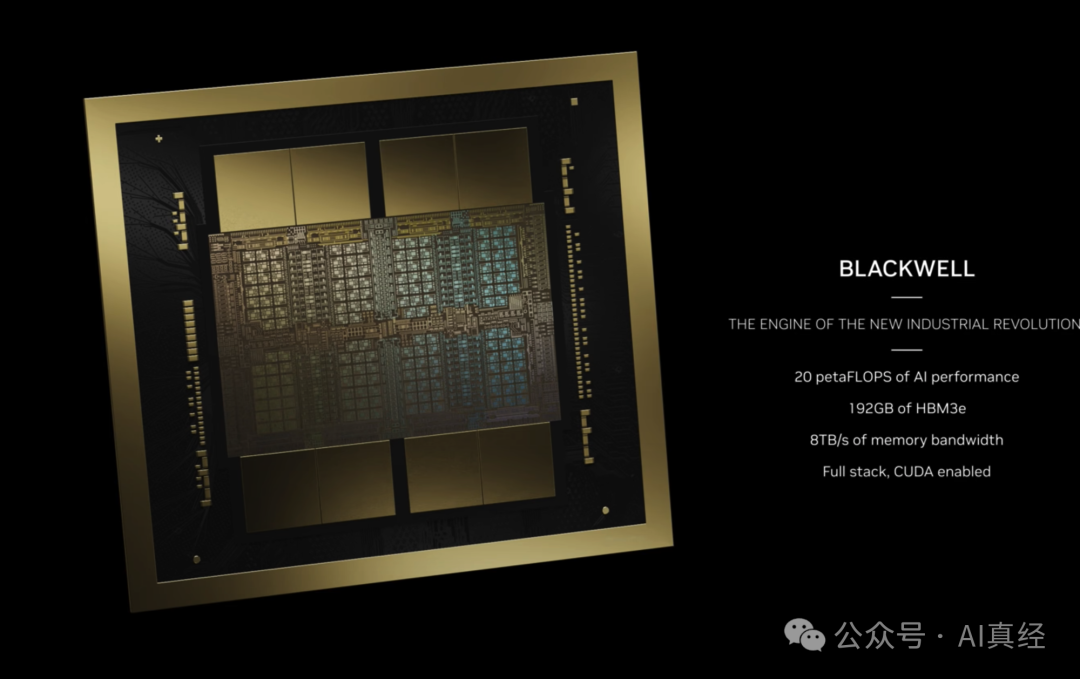 BLACKWELL
THE ENGINE OF THE NEW INDUSTRIAL REVOLUTION
20 petaFLOPS of AI performance
192GB of HBM3e
8TB/s of memory bandwidth
Full stack, CUDA enabled
公众号 · AI真经